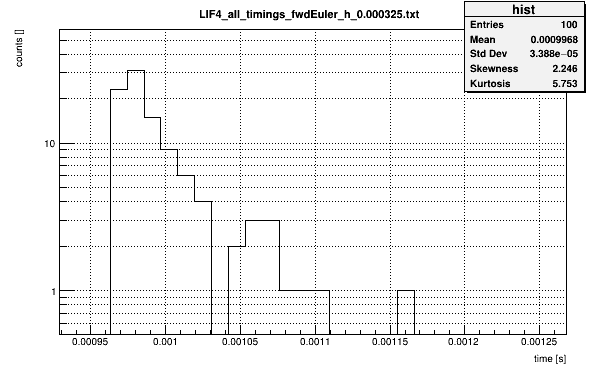 LIF4_all_timings_fwdEuler_h_0.000325.txt
hist
Entries 100
Mean 0.0009968
Std Dev 3.388e−05
Skewness 2.246
Kurtosis 5.753
counts []
10
1
0.00095 0.001 0.00105 0.0011 0.00115 0.0012 0.00125
time [s]